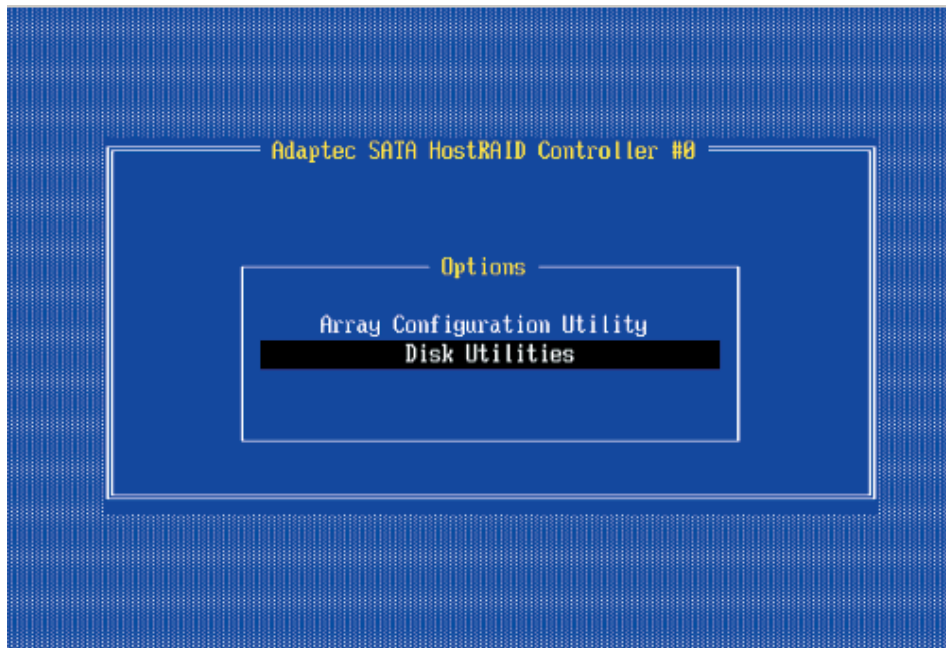 Adaptec SATA HostRAID Controller #0
Options
Array Configuration Utility
Disk Utilities